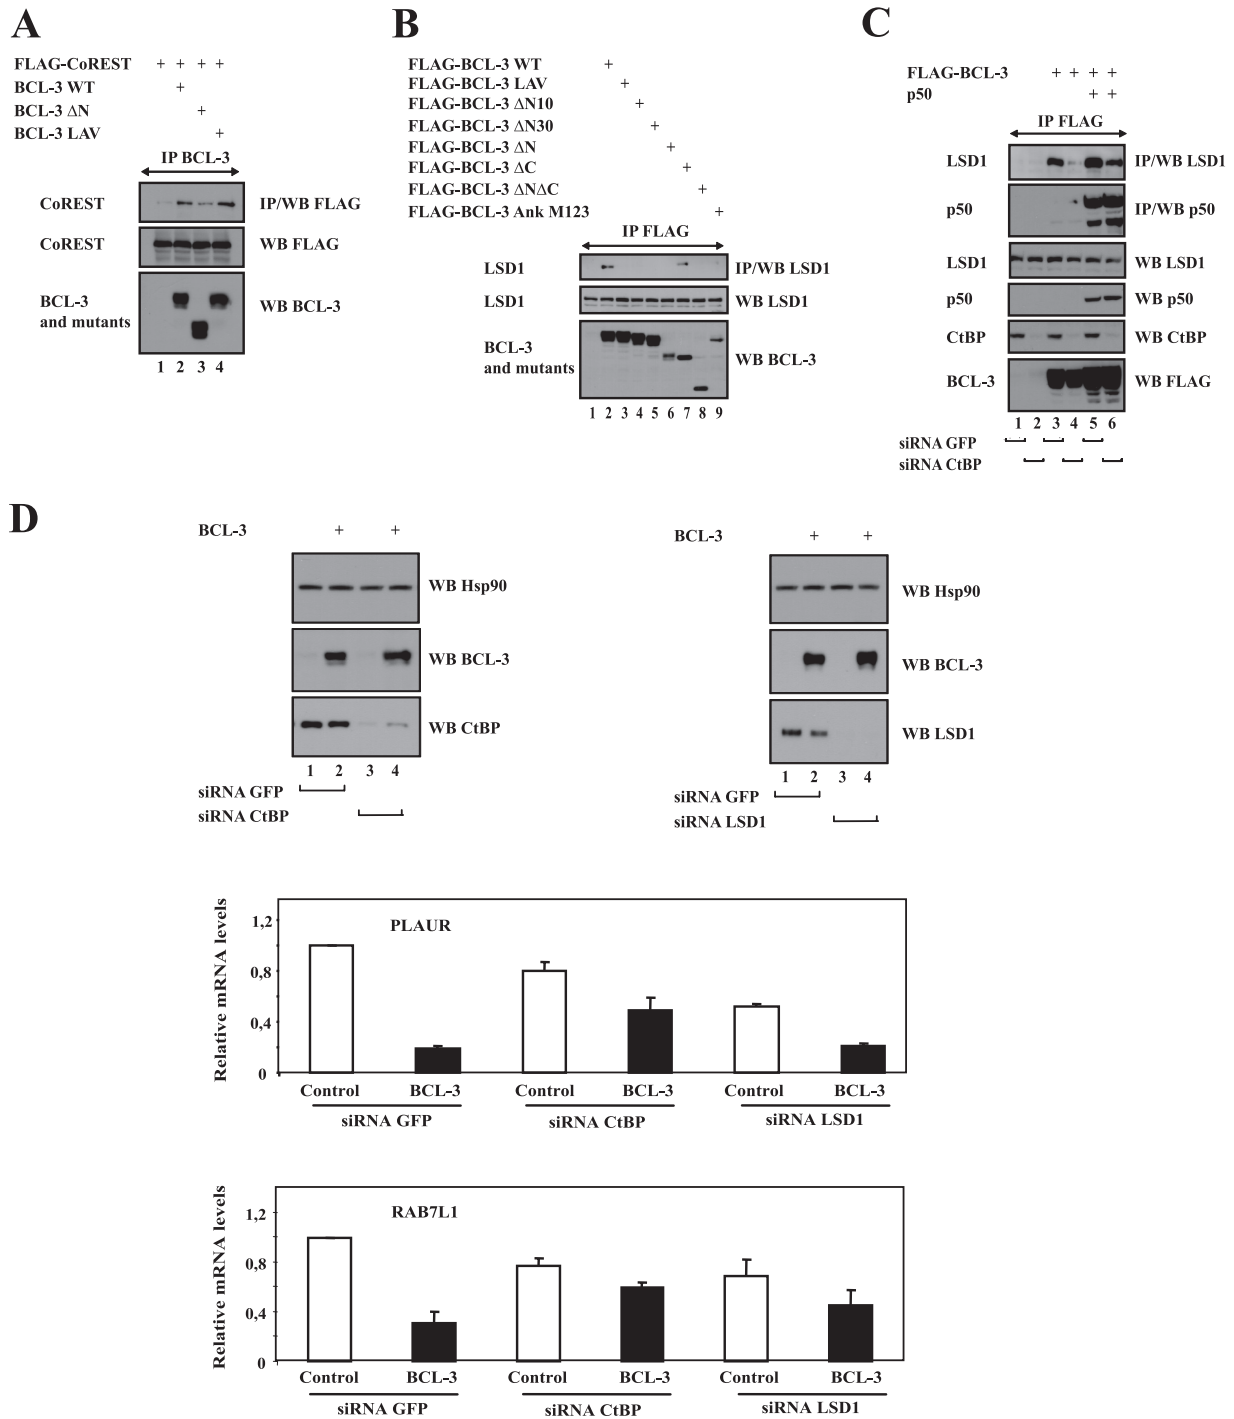 A
FLAG-CoREST + + + +
BCL-3 WT +
BCL-3 ΔN +
BCL-3 LAV +
IP BCL-3
CoREST IP/WB FLAG
CoREST WB FLAG
BCL-3
and mutants WB BCL-3
1 2 3 4
B
FLAG-BCL-3 WT +
FLAG-BCL-3 LAV +
FLAG-BCL-3 ΔN10 +
FLAG-BCL-3 ΔN30 +
FLAG-BCL-3 ΔN +
FLAG-BCL-3 ΔC +
FLAG-BCL-3 ΔNΔC +
FLAG-BCL-3 Ank M123 +
IP FLAG
LSD1 IP/WB LSD1
LSD1 WB LSD1
BCL-3
and mutants WB BCL-3
1 2 3 4 5 6 7 8 9
C
FLAG-BCL-3 + + + +
p50 + +
IP FLAG
LSD1 IP/WB LSD1
p50 IP/WB p50
LSD1 WB LSD1
p50 WB p50
CtBP WB CtBP
BCL-3 WB FLAG
1 2 3 4 5 6
siRNA GFP
siRNA CtBP
D
BCL-3 + +
WB Hsp90
WB BCL-3
WB CtBP
1 2 3 4
siRNA GFP
siRNA CtBP
BCL-3 + +
WB Hsp90
WB BCL-3
WB LSD1
1 2 3 4
siRNA GFP
siRNA LSD1
Relative mRNA levels
PLAUR
1,2
0,8
0,4
0
Control BCL-3 Control BCL-3 Control BCL-3
siRNA GFP siRNA CtBP siRNA LSD1
Relative mRNA levels
RAB7L1
1,2
0,8
0,4
0
Control BCL-3 Control BCL-3 Control BCL-3
siRNA GFP siRNA CtBP siRNA LSD1